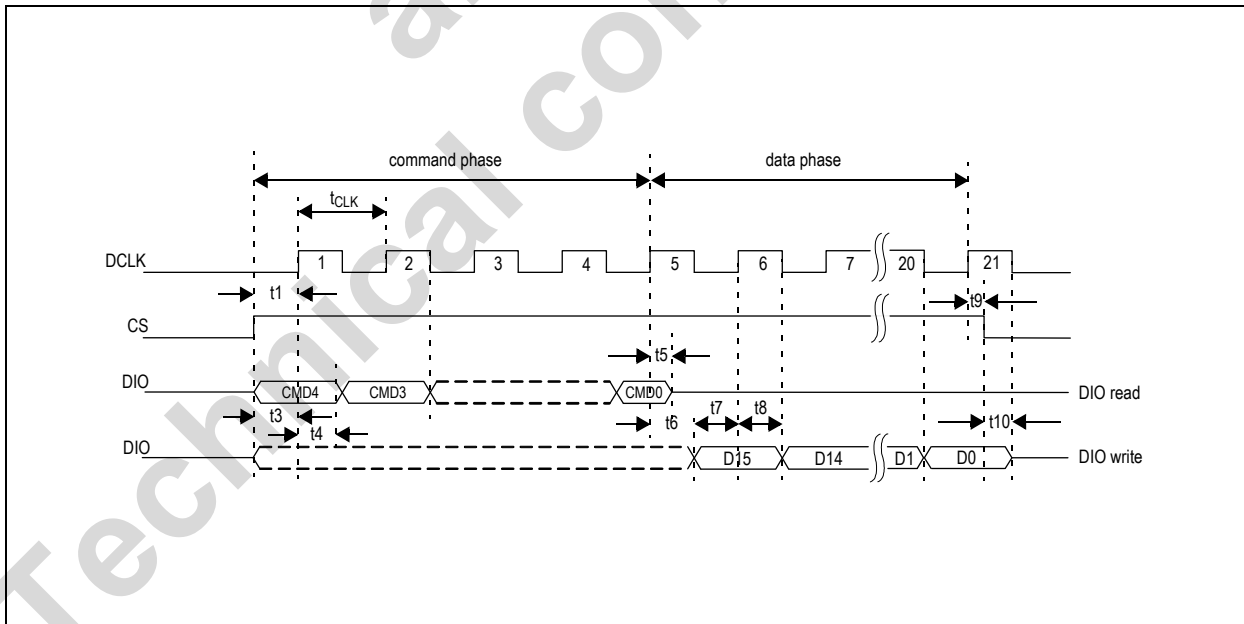 Technical con
a
command phase
data phase
tCLK
DCLK
1 2 3 4 5 6 7 20 21
t1
t9
CS
t5
DIO
CMD4 CMD3 CMD0
DIO read
t3
t7 t8
t6
t10
t4
DIO
D15 D14 D1 D0
DIO write